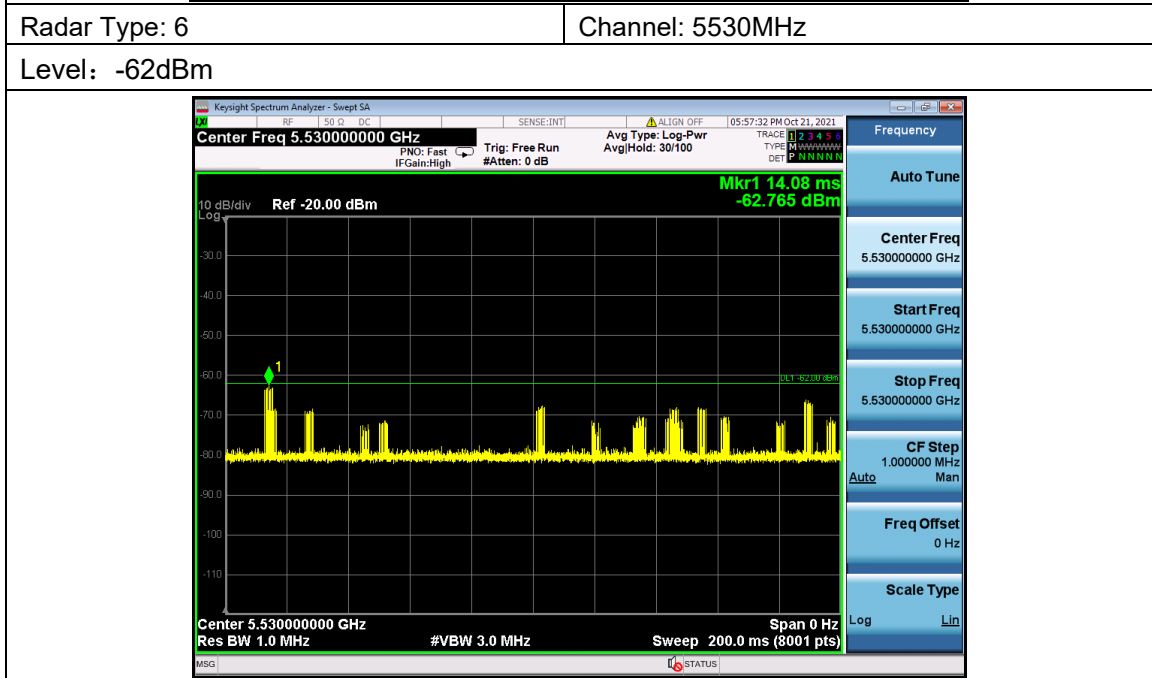 Radar Type: 6
Channel: 5530MHz
Level：-62dBm
Keysight Spectrum Analyzer - Swept SA
LXI RF 50 Ω DC SENSE:INT ALIGN OFF 05:57:32 PM Oct 21, 2021
Center Freq 5.530000000 GHz
PNO: Fast
IFGain:High
Trig: Free Run
#Atten: 0 dB
Avg Type: Log-Pwr
Avg|Hold: 30/100
TRACE 1 2 3 4 5 6
TYPE M WWWWW
DET P N N N N N
Frequency
Mkr1 14.08 ms
-62.765 dBm
10 dB/div Ref -20.00 dBm
Log
-30.0
-40.0
-50.0
-60.0
-70.0
-80.0
-90.0
-100
-110
1
DL1 -62.00 dBm
Center 5.530000000 GHz
Span 0 Hz
Res BW 1.0 MHz
#VBW 3.0 MHz
Sweep 200.0 ms (8001 pts)
Auto Tune
Center Freq
5.530000000 GHz
Start Freq
5.530000000 GHz
Stop Freq
5.530000000 GHz
CF Step
1.000000 MHz
Auto Man
Freq Offset
0 Hz
Scale Type
Log Lin
MSG
STATUS